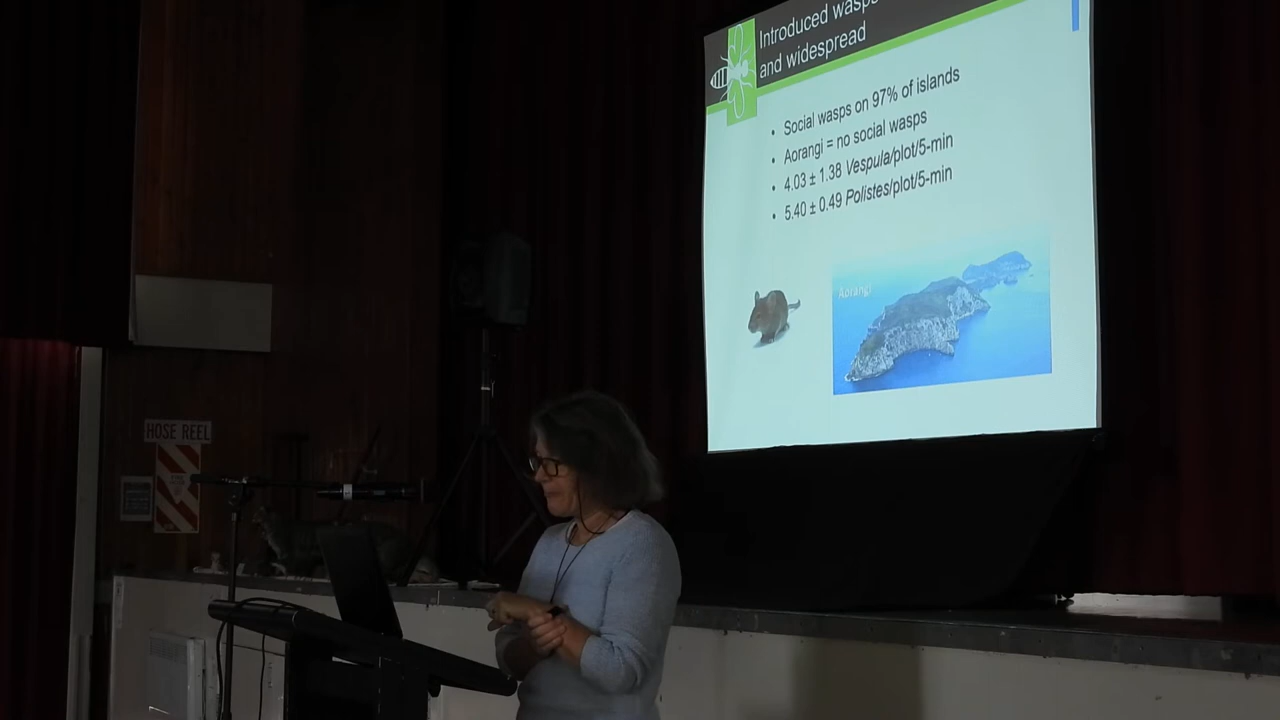 Introduced wasps
and widespread
• Social wasps on 97% of islands
• Aorangi = no social wasps
• 4.03 ± 1.38 Vespula/plot/5-min
• 5.40 ± 0.49 Polistes/plot/5-min
Aorangi
HOSE REEL